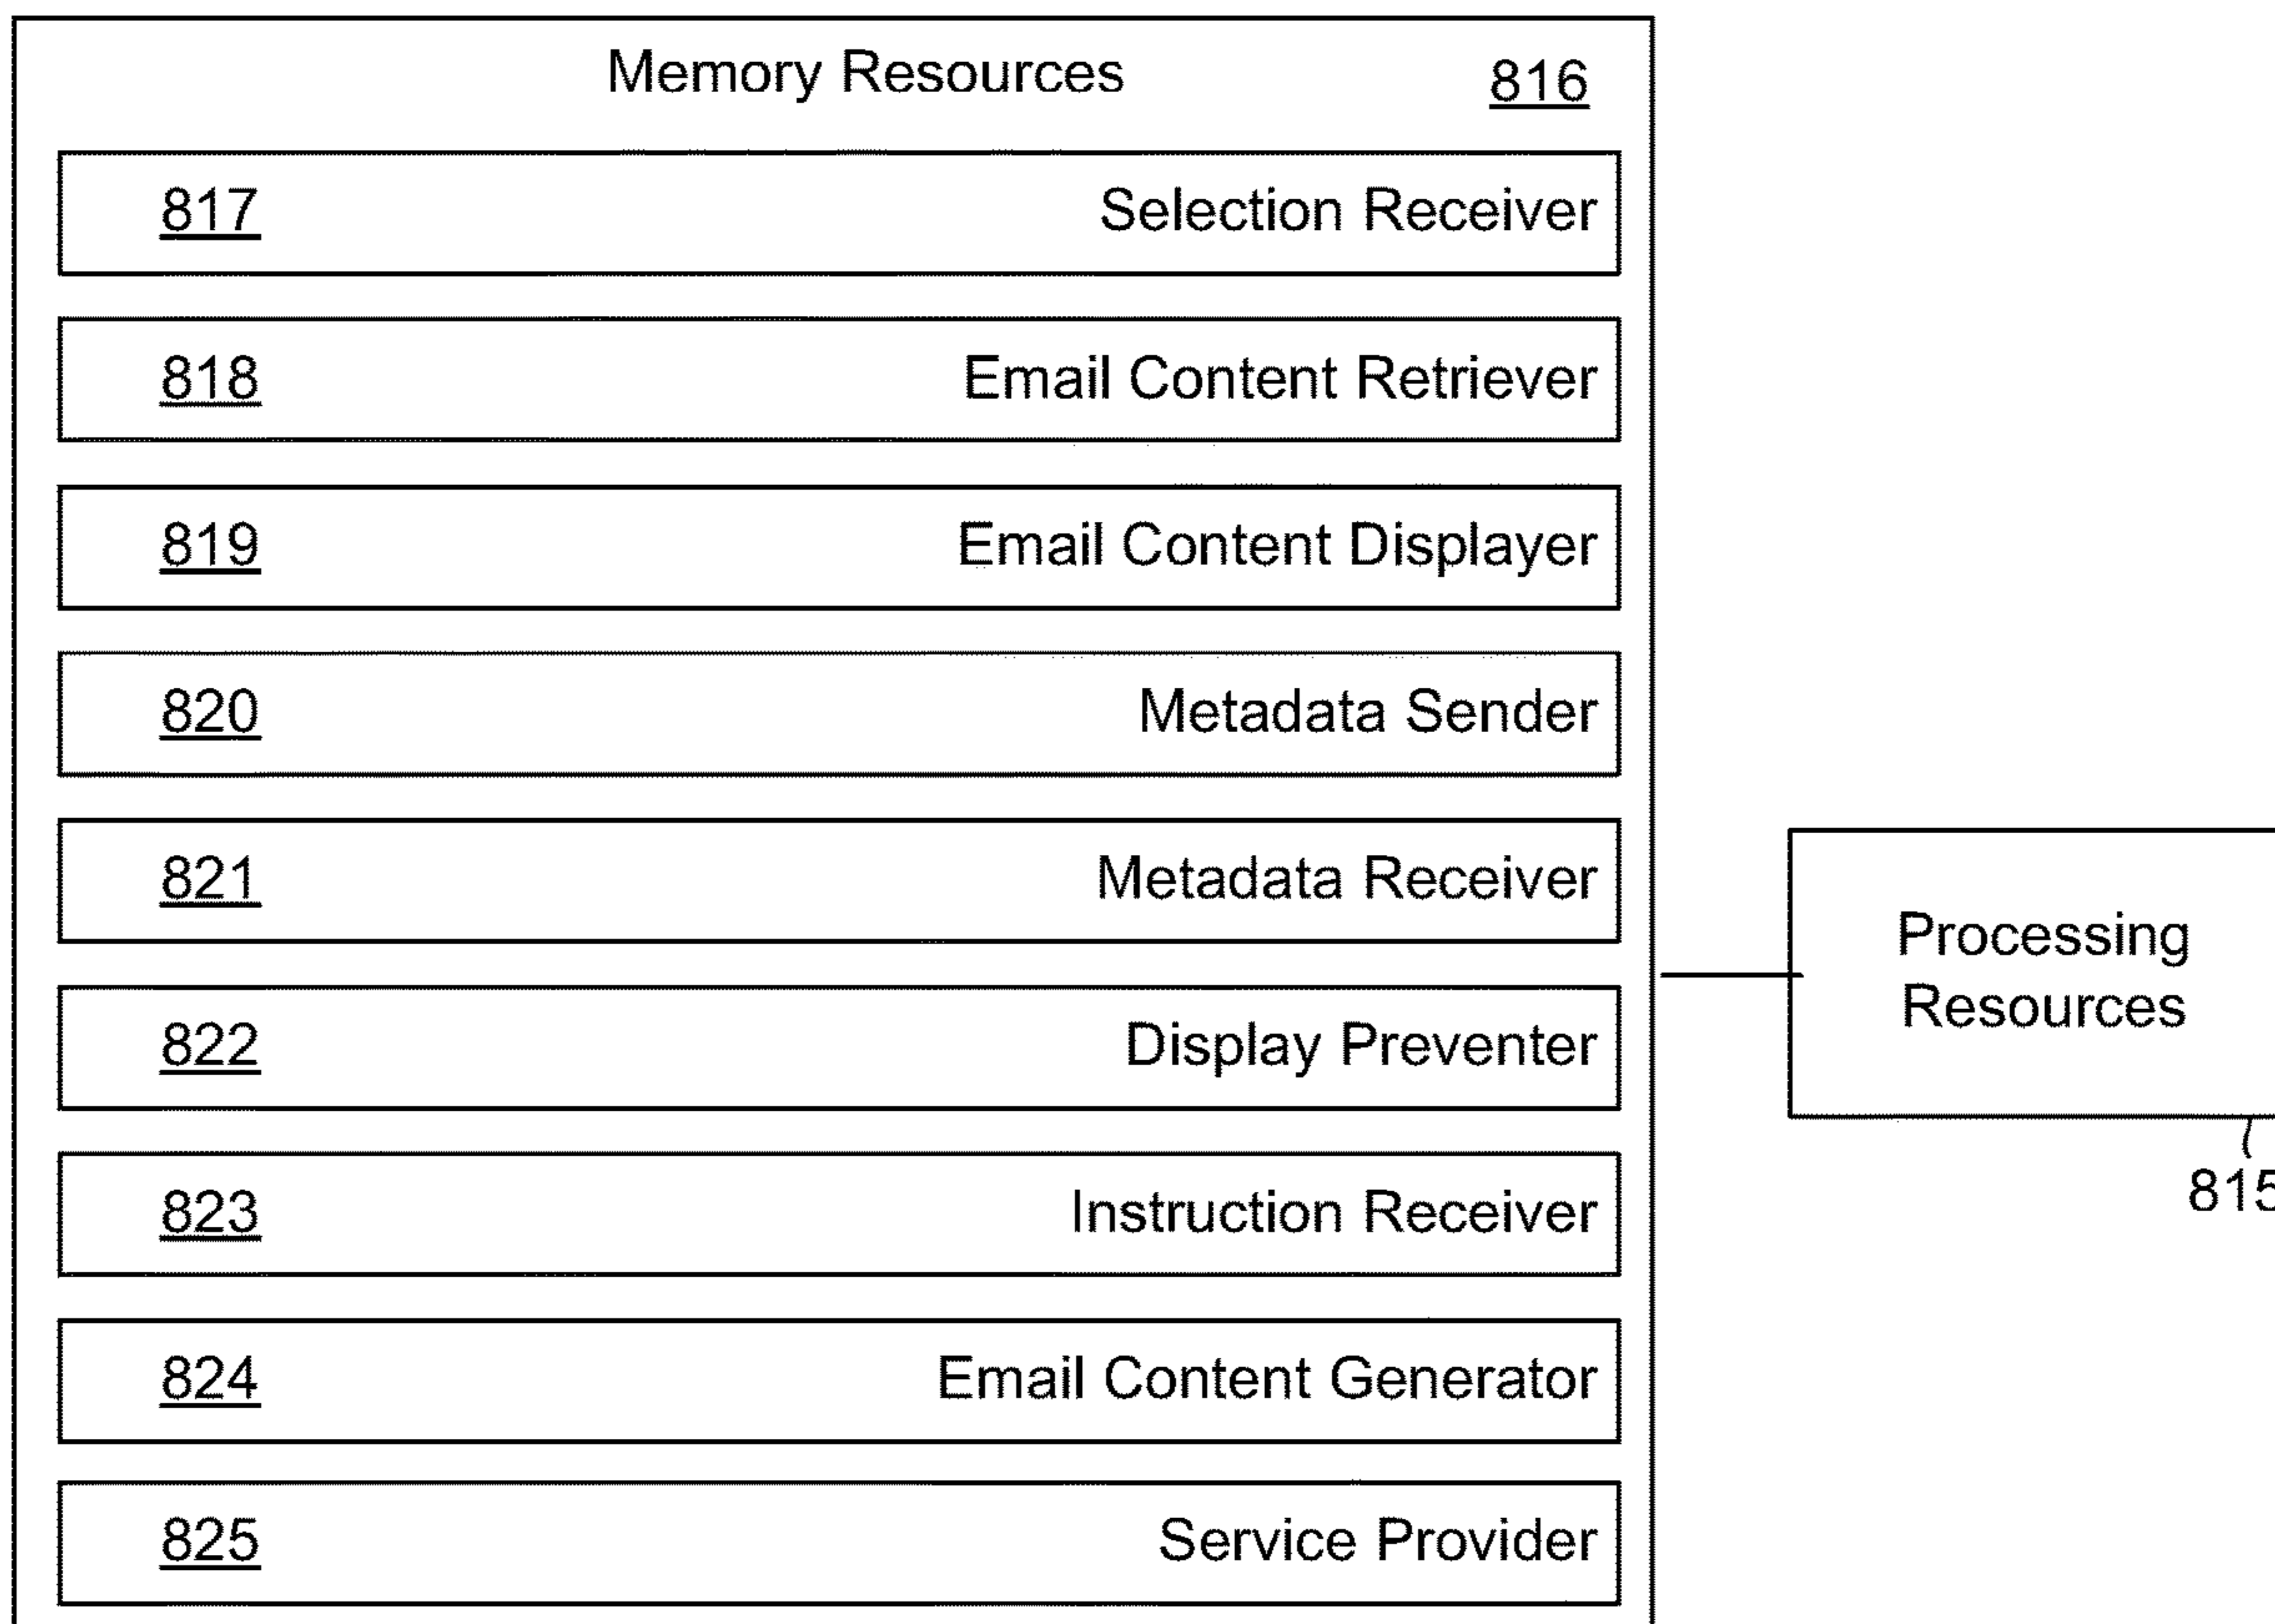 Memory Resources 816
817 Selection Receiver
818 Email Content Retriever
819 Email Content Displayer
820 Metadata Sender
821 Metadata Receiver
822 Display Preventer
823 Instruction Receiver
824 Email Content Generator
825 Service Provider
Processing
Resources
815